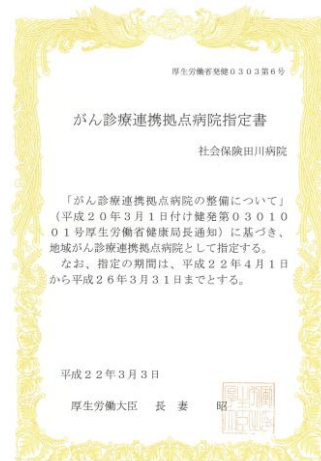 厚生労働省発健０３０３第６号
がん診療連携拠点病院指定書
社会保険田川病院
「がん診療連携拠点病院の整備について」
（平成２０年３月１日付け健発第０３０１０
０１号厚生労働省健康局長通知）に基づき、
地域がん診療連携拠点病院として指定する。
なお、指定の期間は、平成２２年４月１日
から平成２６年３月３１日までとする。
平成２２年３月３日
厚生労働大臣　長　妻　　昭